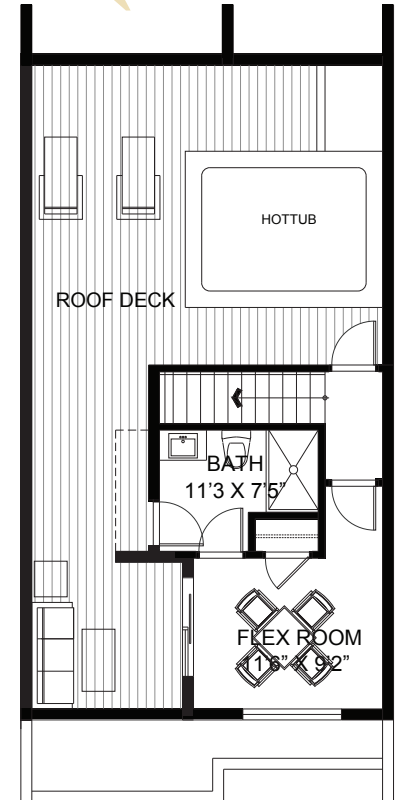 HOTTUB
ROOF DECK
BATH
11'3 X 7'5"
FLEX ROOM
11'6" X 9'2"